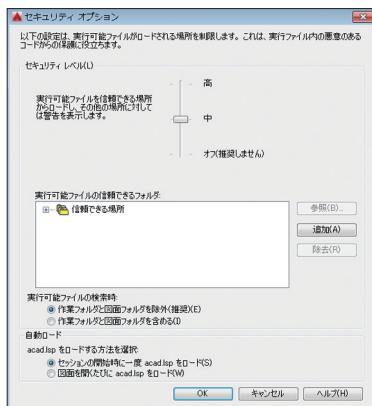 セキュリティ オプション
以下の設定は、実行可能ファイルがロードされる場所を制限します。これは、実行ファイル内の悪意のある
コードからの保護に役立ちます。
セキュリティ レベル(L)
高
実行可能ファイルを信頼できる場所
からロードし、その他の場所に対して
は警告を表示します。
中
オフ(推奨しません)
実行可能ファイルの信頼できるフォルダ:
信頼できる場所
参照(B)...
追加(A)
除去(R)
実行可能ファイルの検索時:
作業フォルダと図面フォルダを除外(推奨)(E)
作業フォルダと図面フォルダを含める(I)
自動ロード
acad.lsp をロードする方法を選択:
セッションの開始時に一度 acad.lsp をロード(S)
図面を開くたびに acad.lsp をロード(W)
OK
キャンセル
ヘルプ(H)